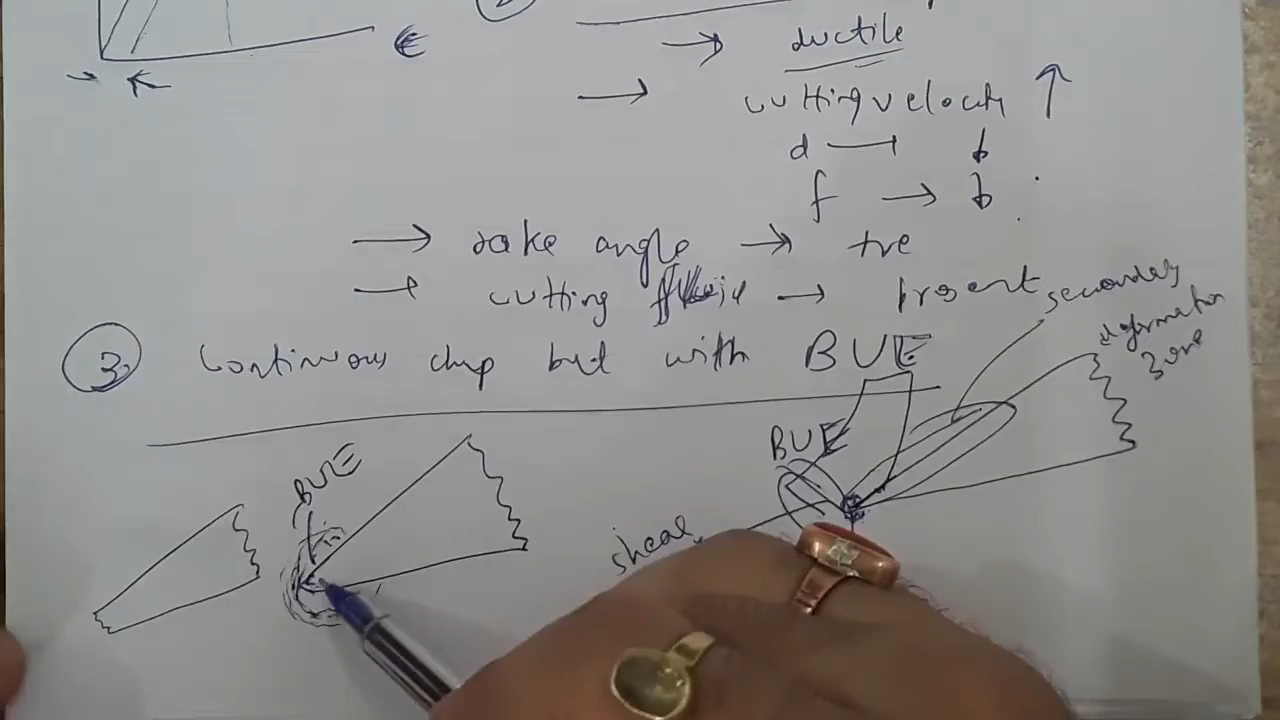 2
ϵ
→ ductile
→ cutting velocity ↑
d → ↓
f → ↓
→ rake angle → +ve
→ cutting → present
3. Continuous chip but with BUE
secondary
deformation
zone
BUE
BUE
shear